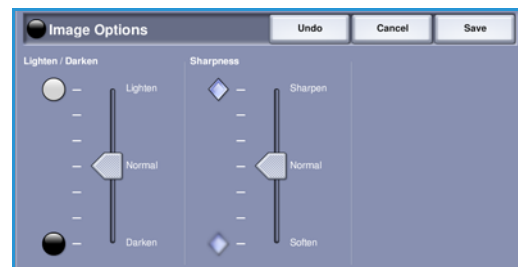 Image Options
Undo
Cancel
Save
Lighten / Darken
Sharpness
Lighten
Sharpen
Normal
Normal
Darken
Soften